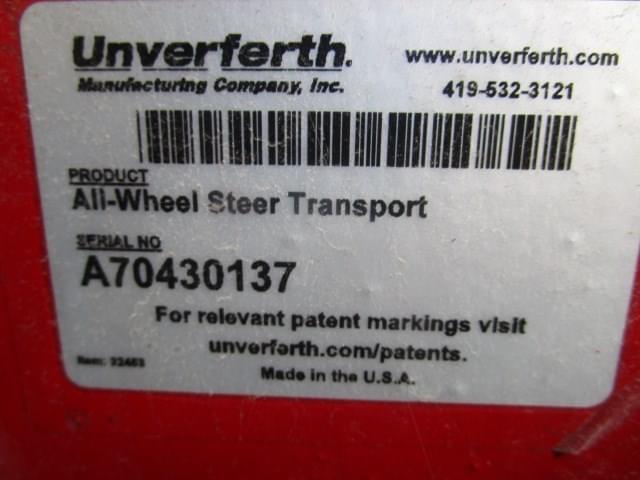 Unverferth.
Manufacturing Company, Inc.
www.unverferth.com
419-532-3121
PRODUCT
All-Wheel Steer Transport
SERIAL NO
A70430137
For relevant patent markings visit
unverferth.com/patents.
Made in the U.S.A.